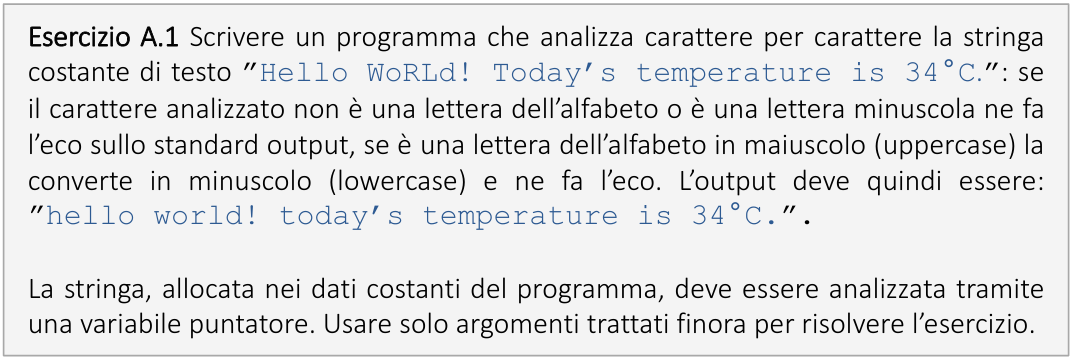 Esercizio A.1 Scrivere un programma che analizza carattere per carattere la stringa
costante di testo ”Hello WoRLd! Today’s temperature is 34°C.”: se
il carattere analizzato non è una lettera dell’alfabeto o è una lettera minuscola ne fa
l’eco sullo standard output, se è una lettera dell’alfabeto in maiuscolo (uppercase) la
converte in minuscolo (lowercase) e ne fa l’eco. L’output deve quindi essere:
”hello world! today’s temperature is 34°C.”.
La stringa, allocata nei dati costanti del programma, deve essere analizzata tramite
una variabile puntatore. Usare solo argomenti trattati finora per risolvere l’esercizio.